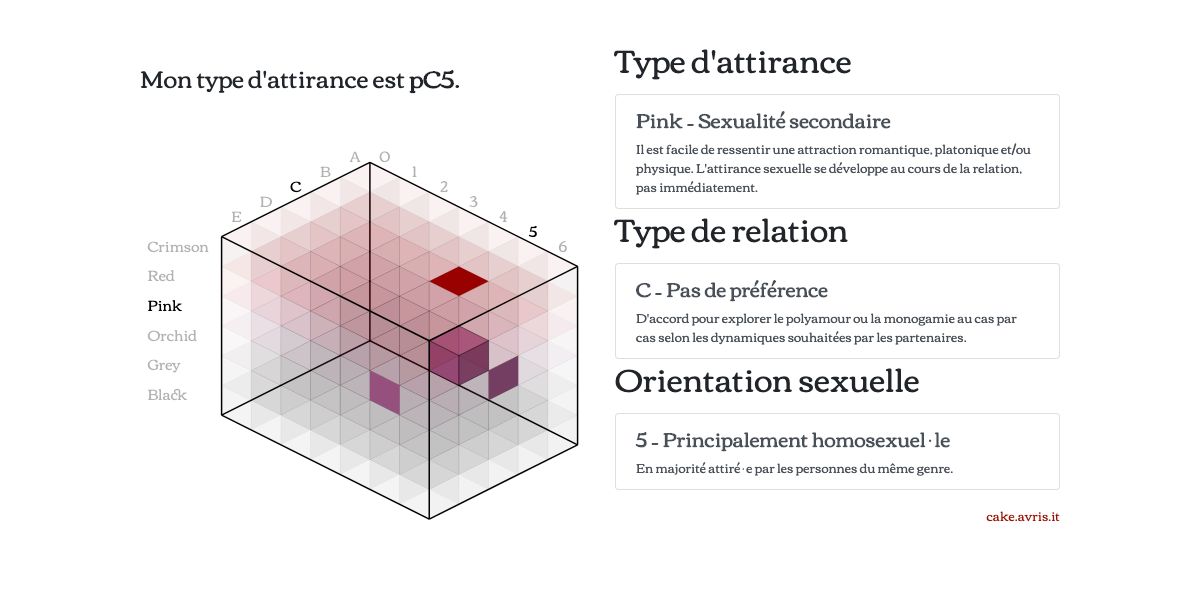 Mon type d'attirance est pC5.
A O
B 1
C 2
D 3
E 4
5
6
Crimson
Red
Pink
Orchid
Grey
Black
Type d'attirance
Pink - Sexualité secondaire
Il est facile de ressentir une attraction romantique, platonique et/ou
physique. L'attirance sexuelle se développe au cours de la relation,
pas immédiatement.
Type de relation
C - Pas de préférence
D'accord pour explorer le polyamour ou la monogamie au cas par
cas selon les dynamiques souhaitées par les partenaires.
Orientation sexuelle
5 - Principalement homosexuel·le
En majorité attiré·e par les personnes du même genre.
cake.avris.it